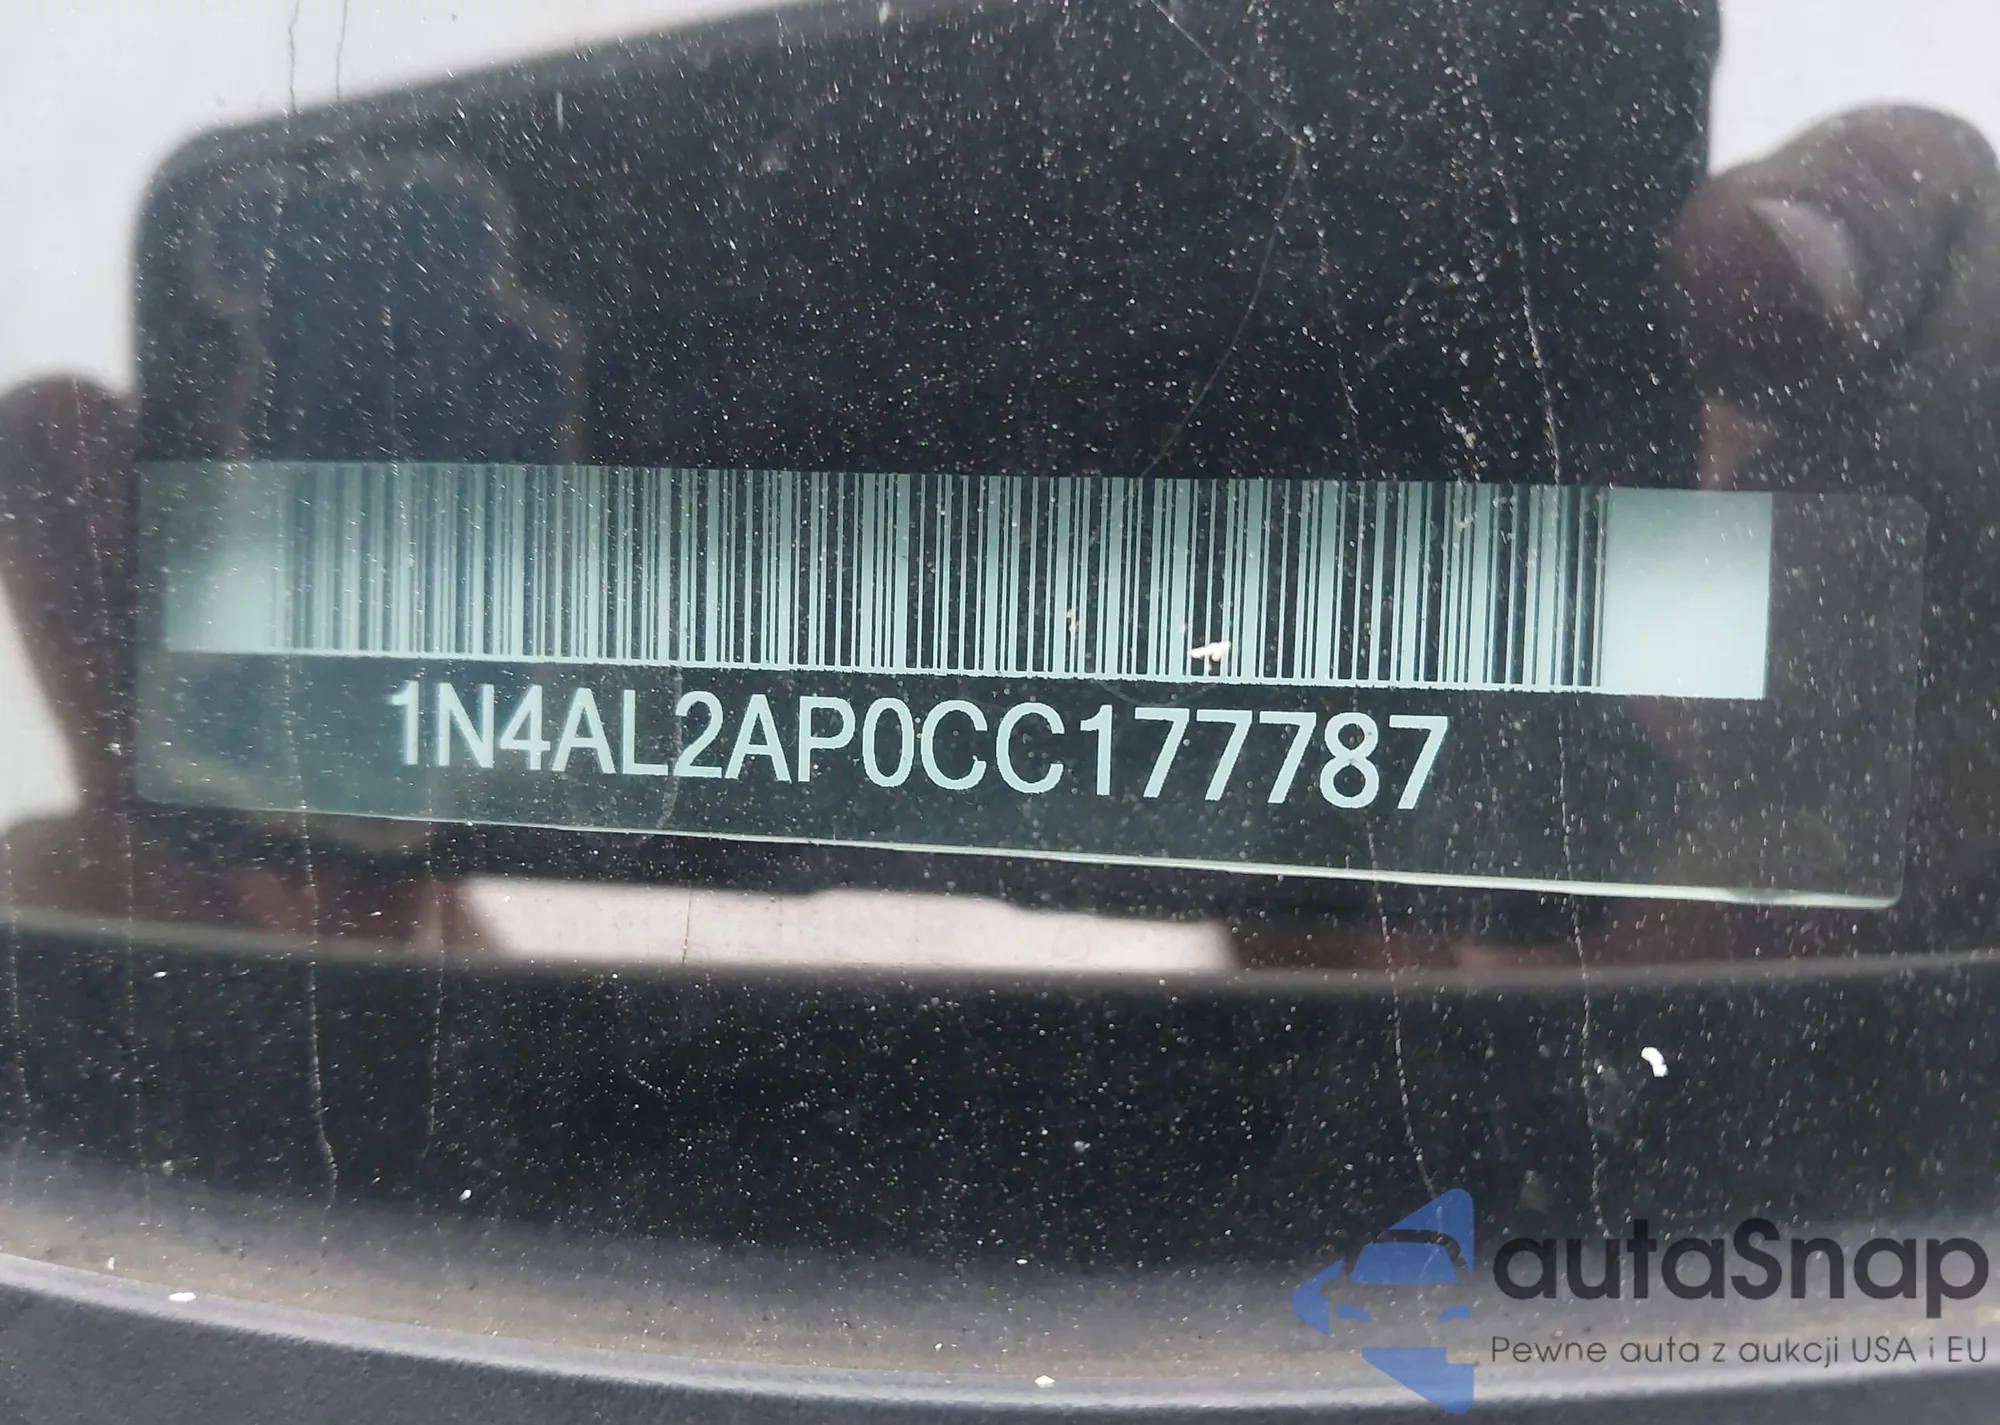 1N4AL2AP0CC177787
autaSnap
Pewne auta z aukcji USA i EU